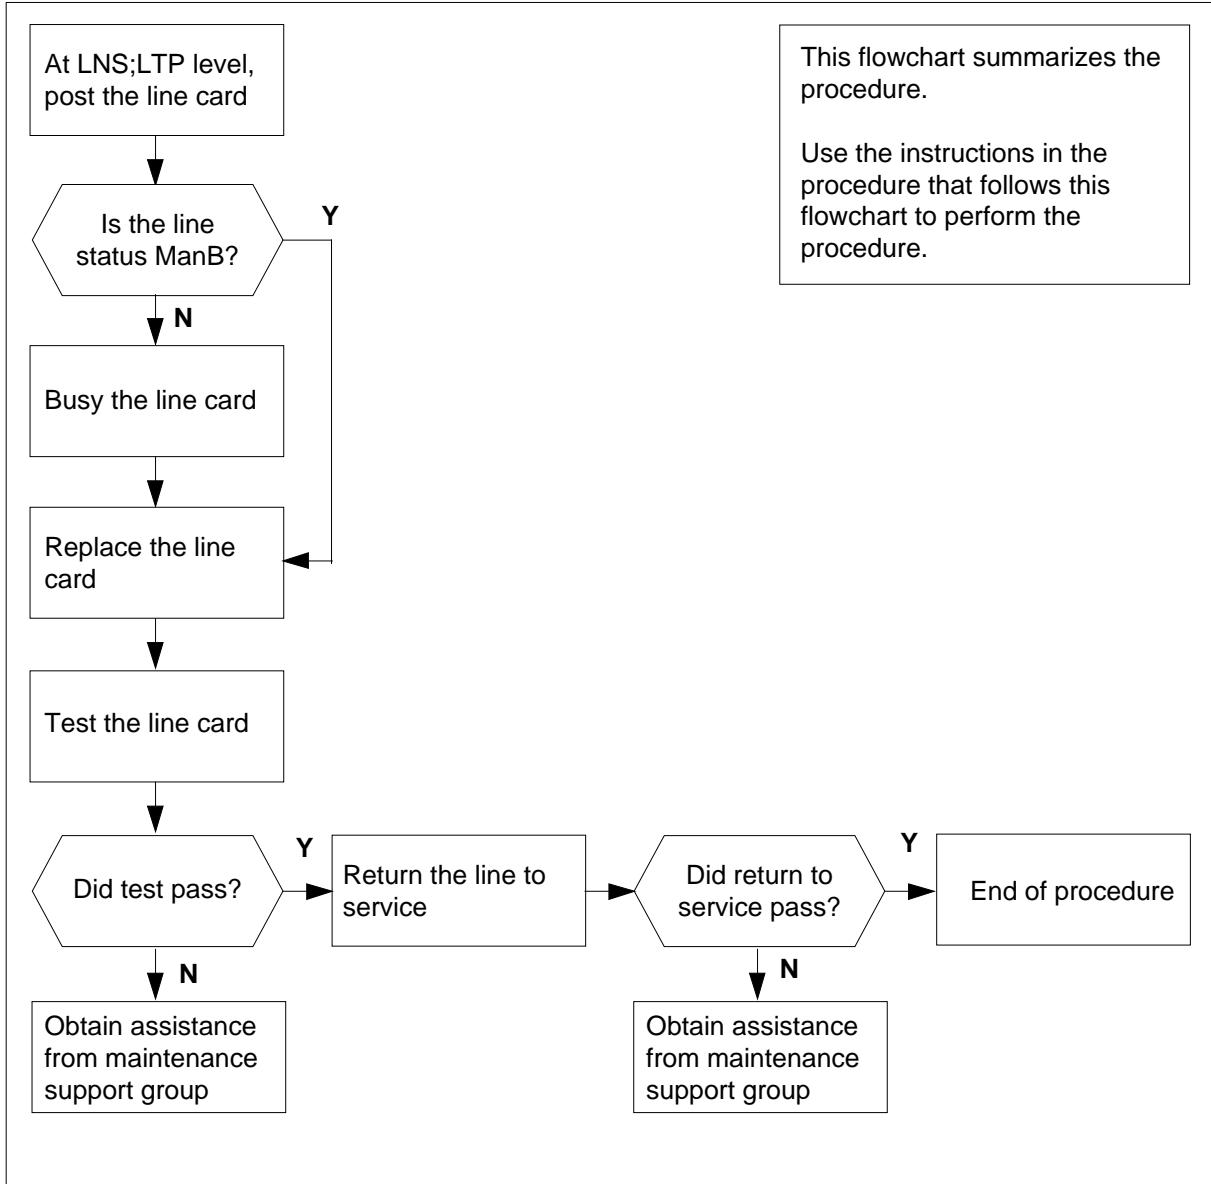 At LNS;LTP level,
post the line card
This flowchart summarizes the
procedure.
Use the instructions in the
procedure that follows this
flowchart to perform the
procedure.
Is the line
status ManB?
Y
N
Busy the line card
Replace the line
card
Test the line card
Did test pass?
Y
Return the line to
service
Did return to
service pass?
Y
End of procedure
N
Obtain assistance
from maintenance
support group
N
Obtain assistance
from maintenance
support group